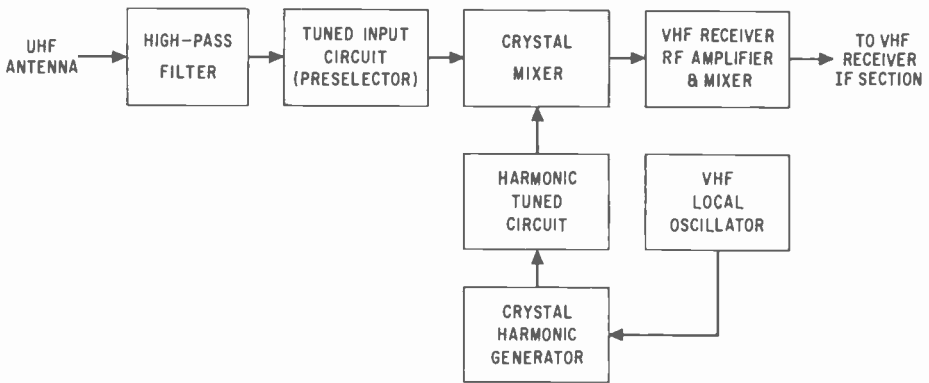 UHF
ANTENNA
HIGH-PASS
FILTER
TUNED INPUT
CIRCUIT
(PRESELECTOR)
CRYSTAL
MIXER
VHF RECEIVER
RF AMPLIFIER
& MIXER
TO VHF
RECEIVER
IF SECTION
HARMONIC
TUNED
CIRCUIT
VHF
LOCAL
OSCILLATOR
CRYSTAL
HARMONIC
GENERATOR